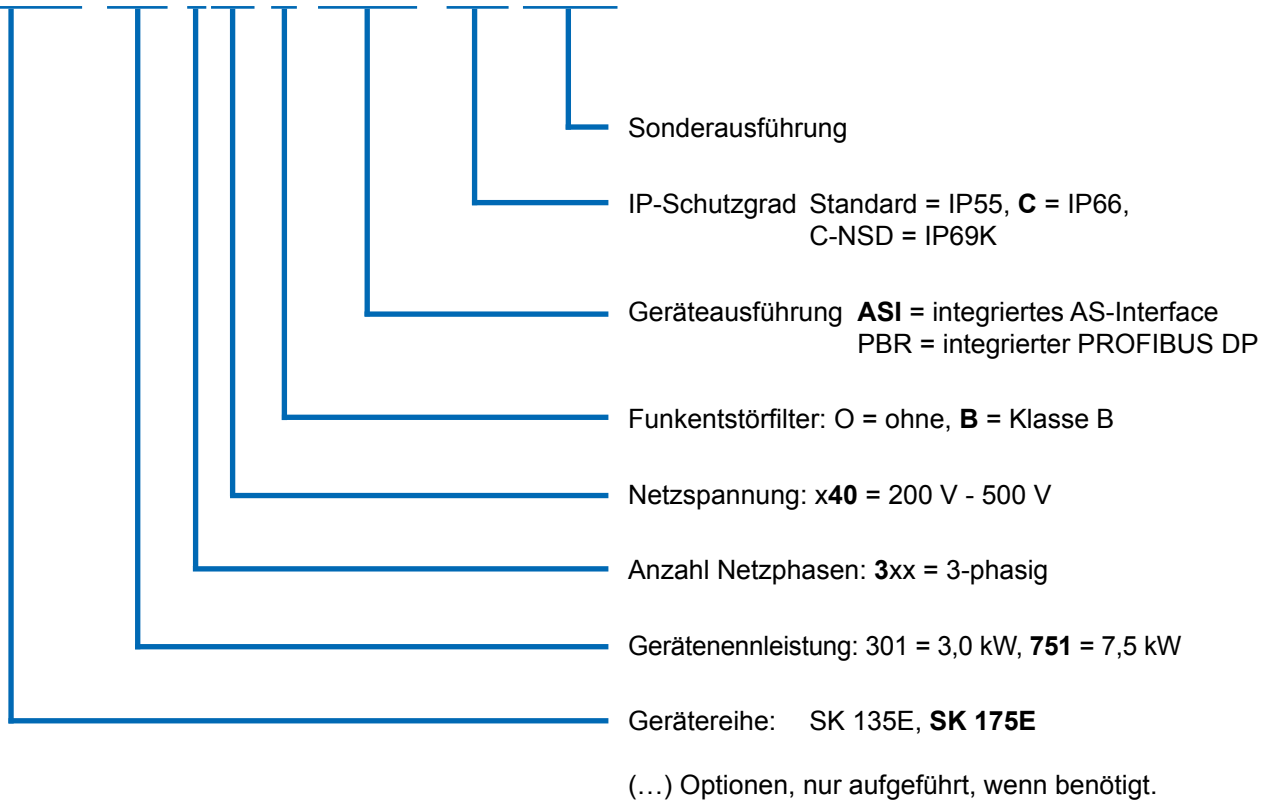 Sonderausführung
IP-Schutzgrad Standard = IP55, C = IP66,
C-NSD = IP69K
Geräteausführung ASI = integriertes AS-Interface
PBR = integrierter PROFIBUS DP
Funkentstörfilter: O = ohne, B = Klasse B
Netzspannung: x40 = 200 V - 500 V
Anzahl Netzphasen: 3xx = 3-phasig
Gerätenennleistung: 301 = 3,0 kW, 751 = 7,5 kW
Gerätereihe: SK 135E, SK 175E
(…) Optionen, nur aufgeführt, wenn benötigt.